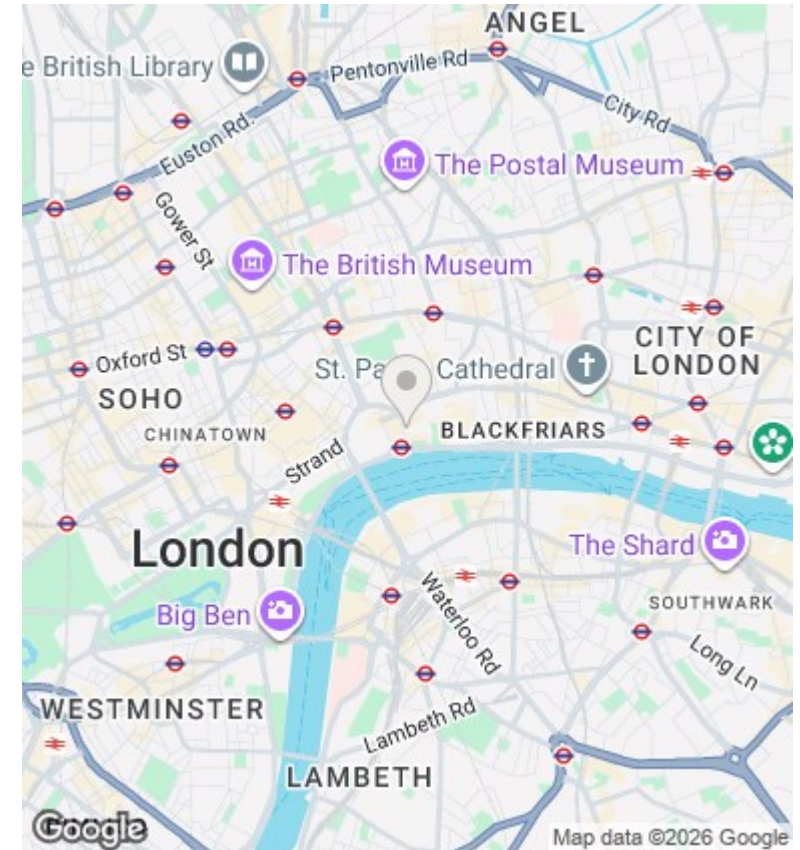 ANGEL
e British Library
Pentonville Rd
City Rd
Euston Rd.
The Postal Museum
Gower St
The British Museum
CITY OF
LONDON
Oxford St
St. Pa Cathedral
SOHO
CHINATOWN
BLACKFRIARS
Strand
London
The Shard
Big Ben
Waterloo Rd
SOUTHWARK
Long Ln
WESTMINSTER
Lambeth Rd
LAMBETH
Google
Map data ©2026 Google